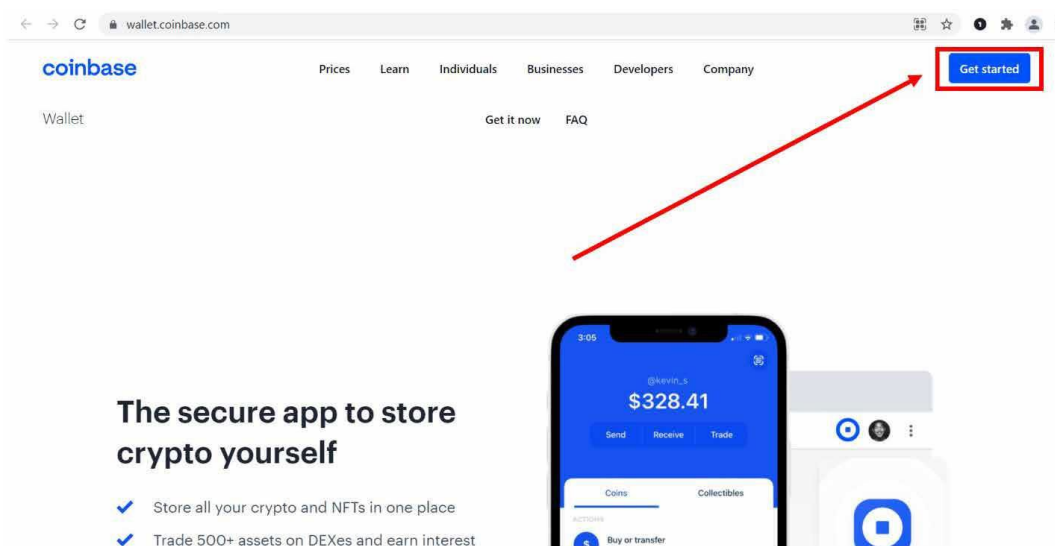 wallet.coinbase.com
coinbase
Prices Learn Individuals Businesses Developers Company
Get started
Wallet
Get it now FAQ
The secure app to store
crypto yourself
Store all your crypto and NFTs in one place
Trade 500+ assets on DEXes and earn interest
3:05
@kevin_s
$328.41
Send Receive Trade
Coins Collectibles
ACTIONS
$ Buy or transfer